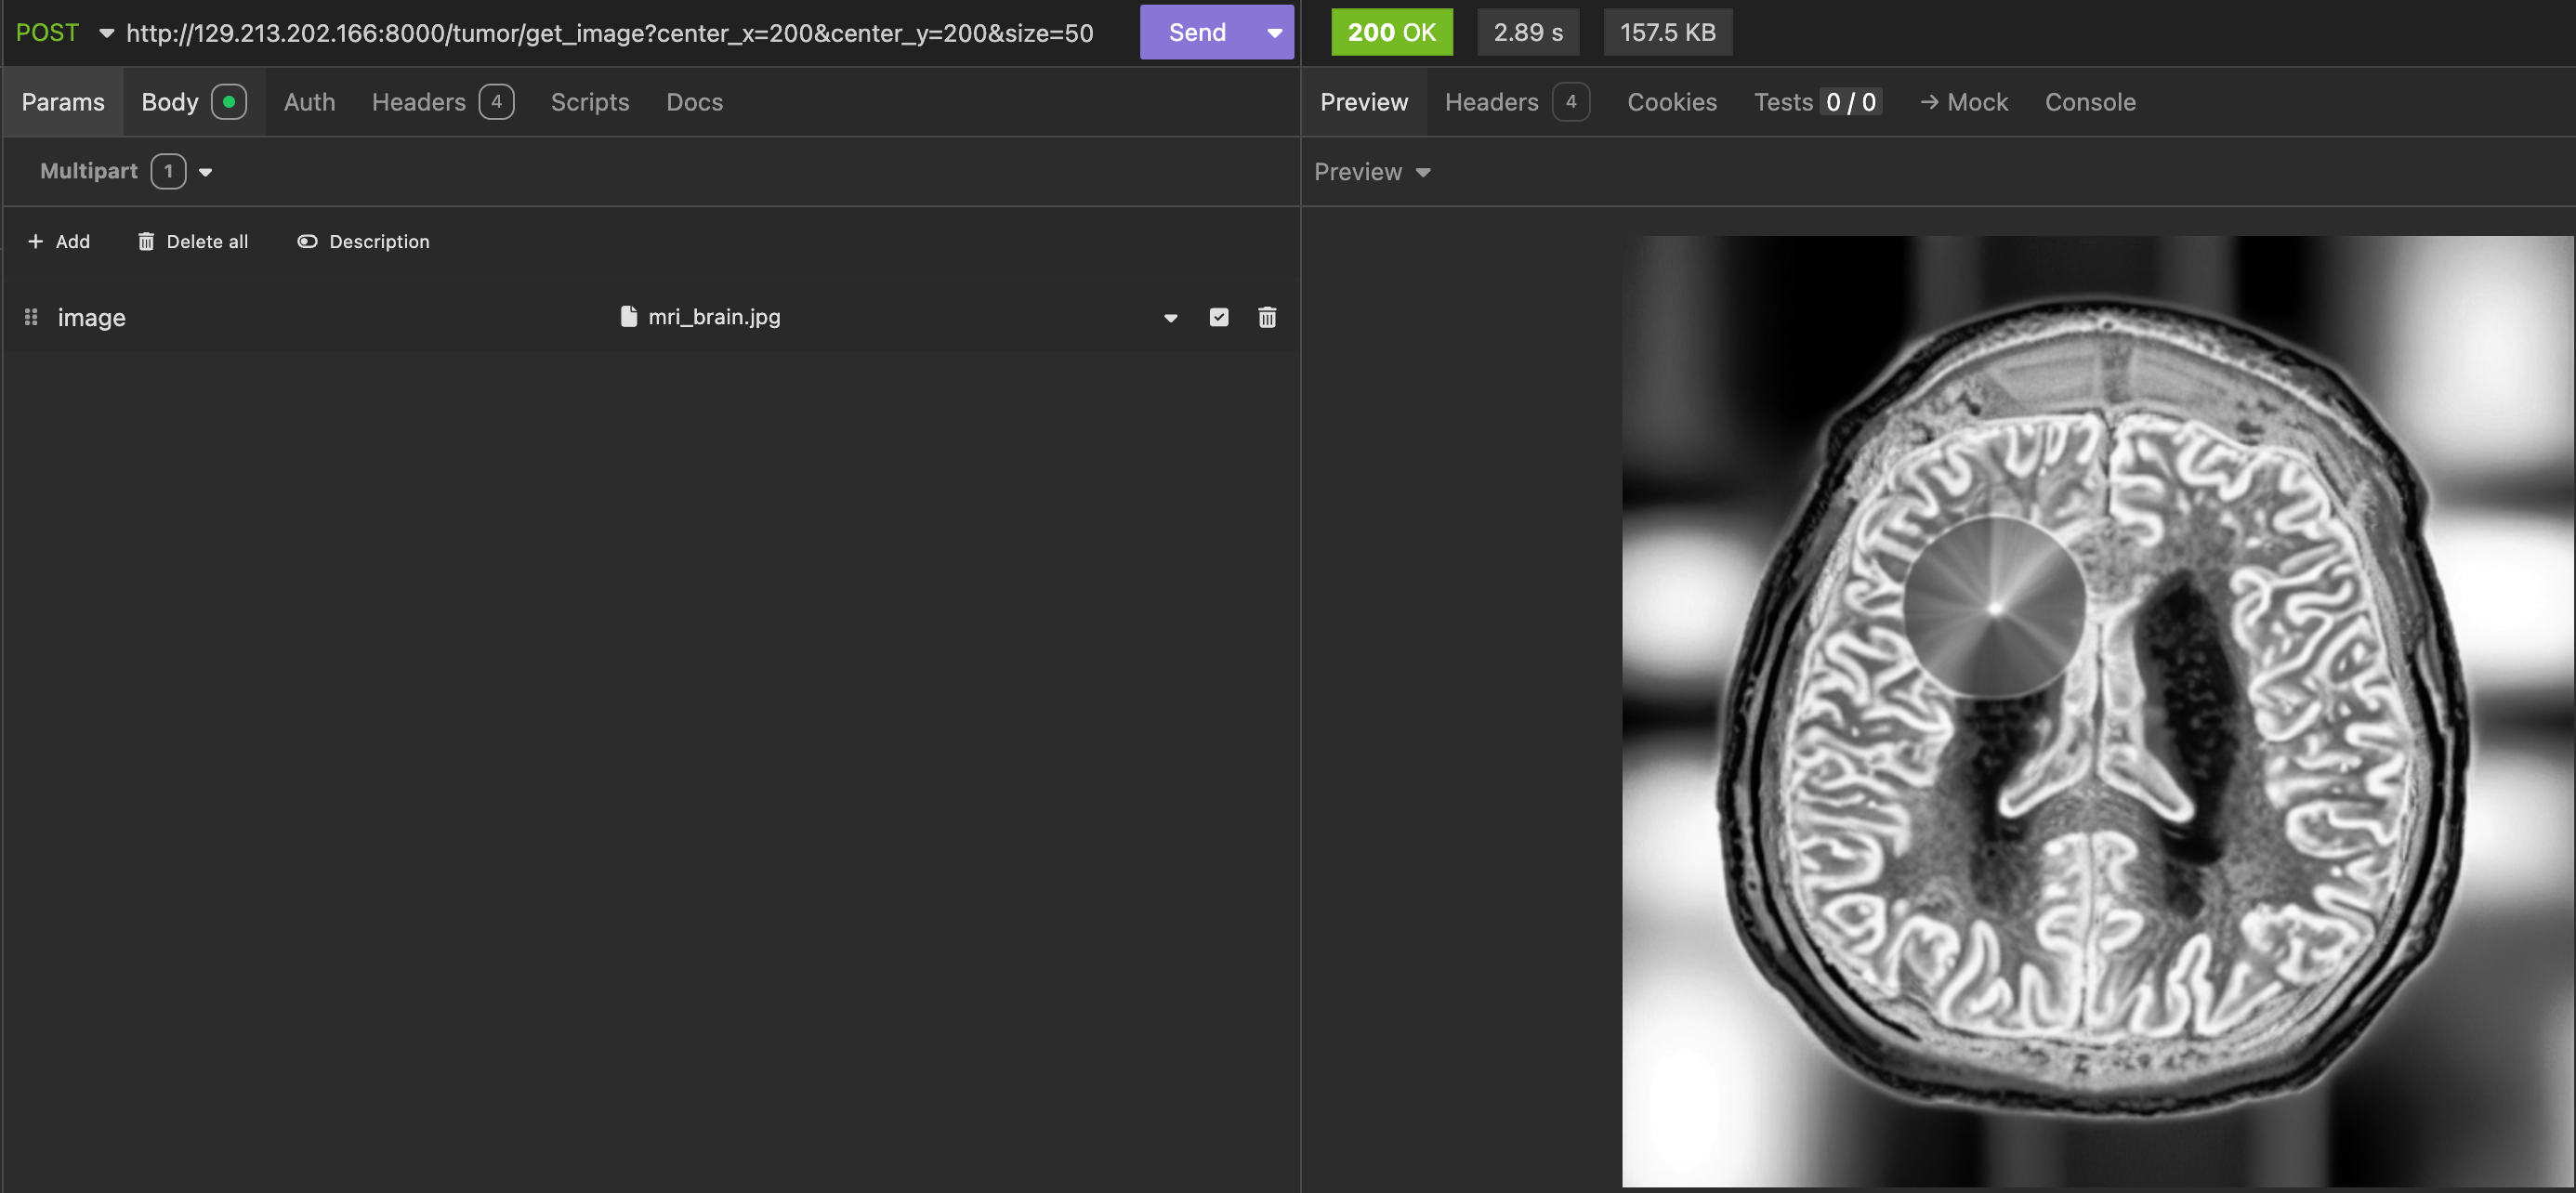 POST http://129.213.202.166:8000/tumor/get_image?center_x=200&center_y=200&size=50 Send
200 OK 2.89 s 157.5 KB
Params Body Auth Headers 4 Scripts Docs
Preview Headers 4 Cookies Tests 0 / 0 → Mock Console
Multipart 1
Preview
+ Add Delete all Description
image mri_brain.jpg